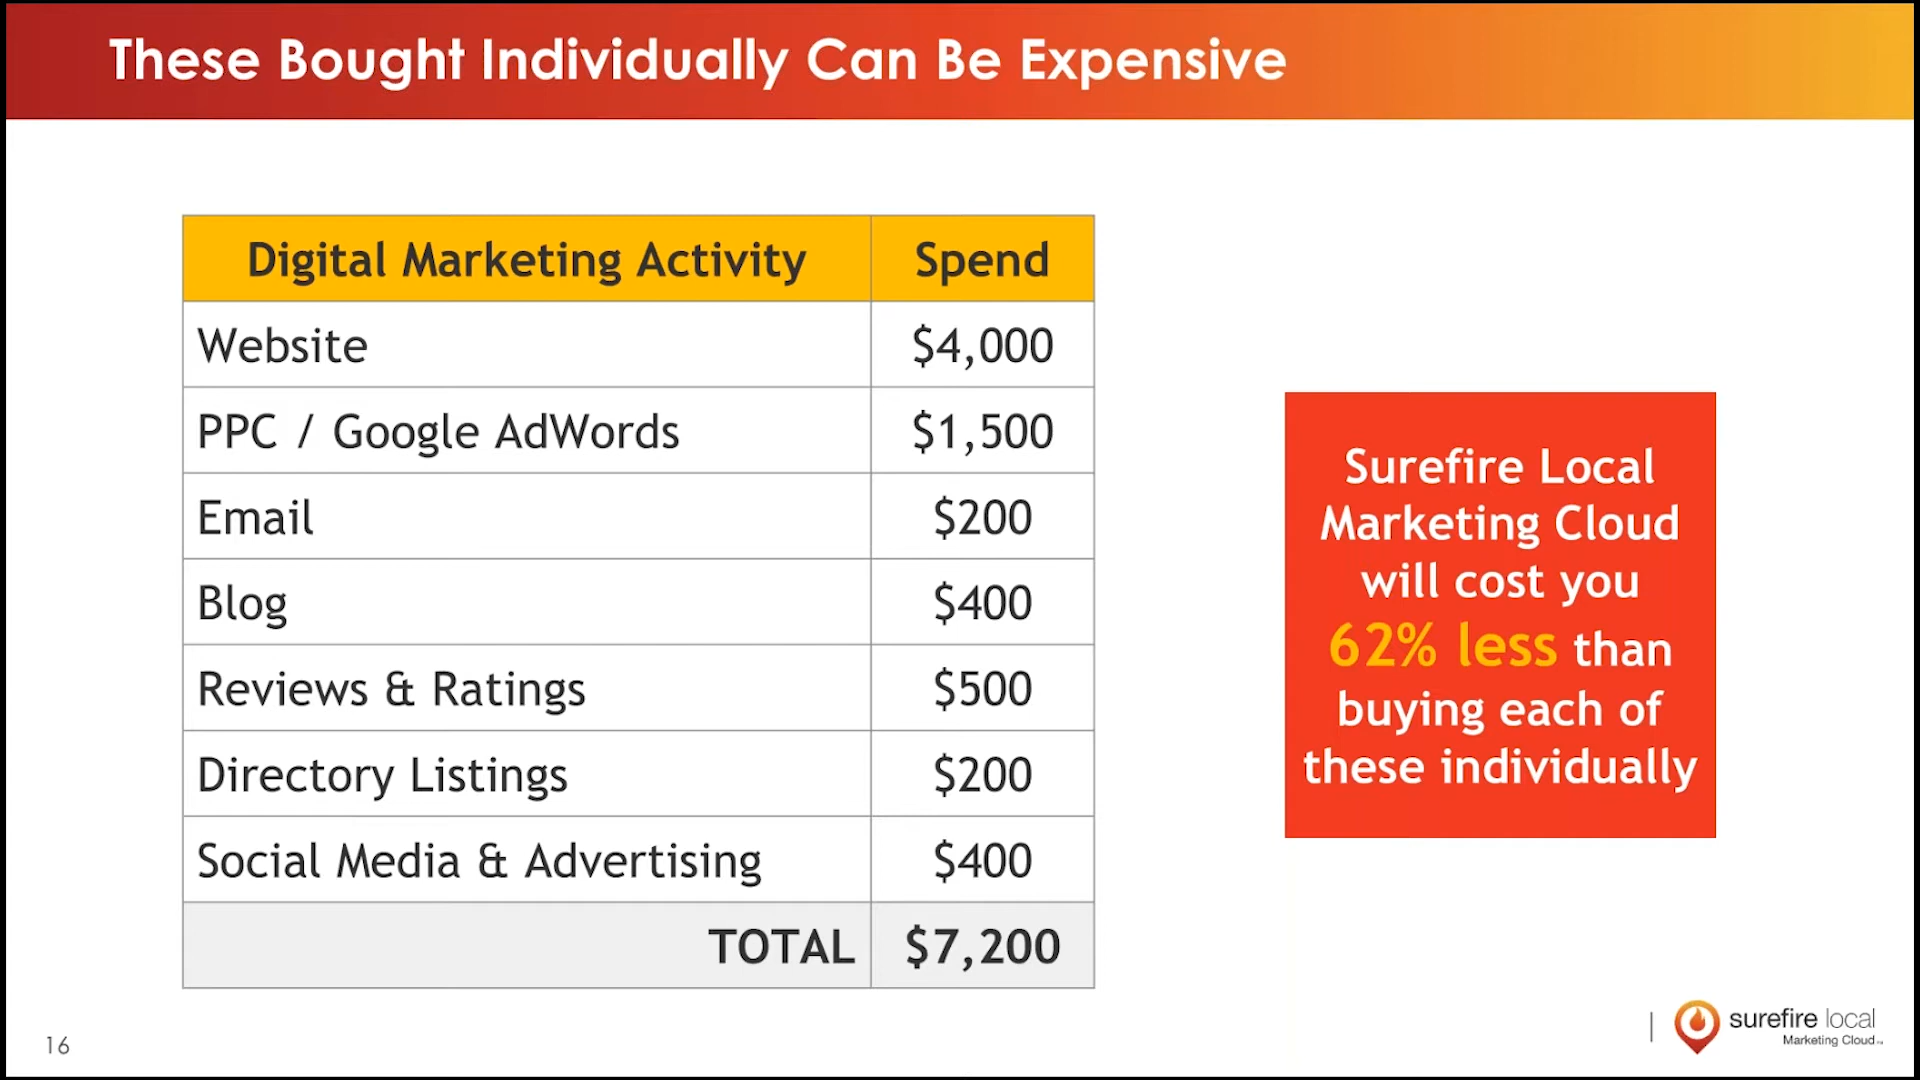 These Bought Individually Can Be Expensive
Digital Marketing Activity Spend
Website $4,000
PPC / Google AdWords $1,500
Email $200
Blog $400
Reviews & Ratings $500
Directory Listings $200
Social Media & Advertising $400
TOTAL $7,200
Surefire Local
Marketing Cloud
will cost you
62% less than
buying each of
these individually
16
surefire local
Marketing Cloud